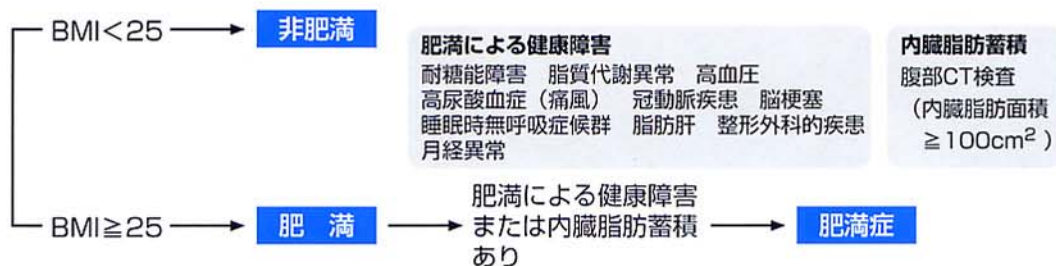 BMI<25
非肥満
肥満による健康障害
耐糖能障害 脂質代謝異常 高血圧
高尿酸血症（痛風） 冠動脈疾患 脳梗塞
睡眠時無呼吸症候群 脂肪肝 整形外科的疾患
月経異常
内臓脂肪蓄積
腹部CT検査
（内臓脂肪面積
≧100cm²）
BMI≧25
肥 満
肥満による健康障害
または内臓脂肪蓄積
あり
肥満症